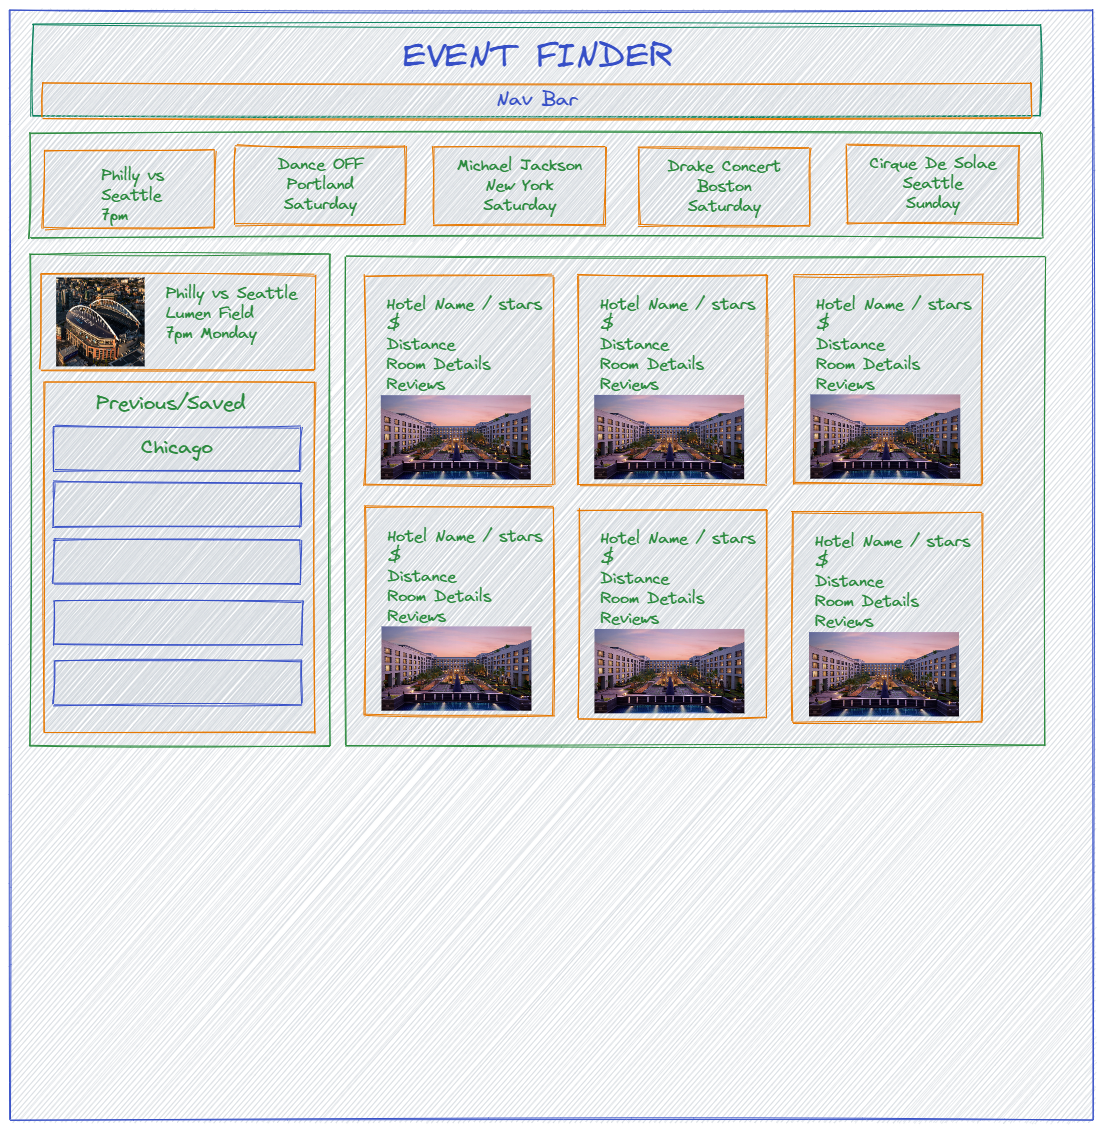 EVENT FINDER
Nav Bar
Philly vs
Seattle
7pm
Dance OFF
Portland
Saturday
Michael Jackson
New York
Saturday
Drake Concert
Boston
Saturday
Cirque De Solae
Seattle
Sunday
Philly vs Seattle
Lumen Field
7pm Monday
Previous/Saved
Chicago
Hotel Name / stars
$
Distance
Room Details
Reviews
Hotel Name / stars
$
Distance
Room Details
Reviews
Hotel Name / stars
$
Distance
Room Details
Reviews
Hotel Name / stars
$
Distance
Room Details
Reviews
Hotel Name / stars
$
Distance
Room Details
Reviews
Hotel Name / stars
$
Distance
Room Details
Reviews